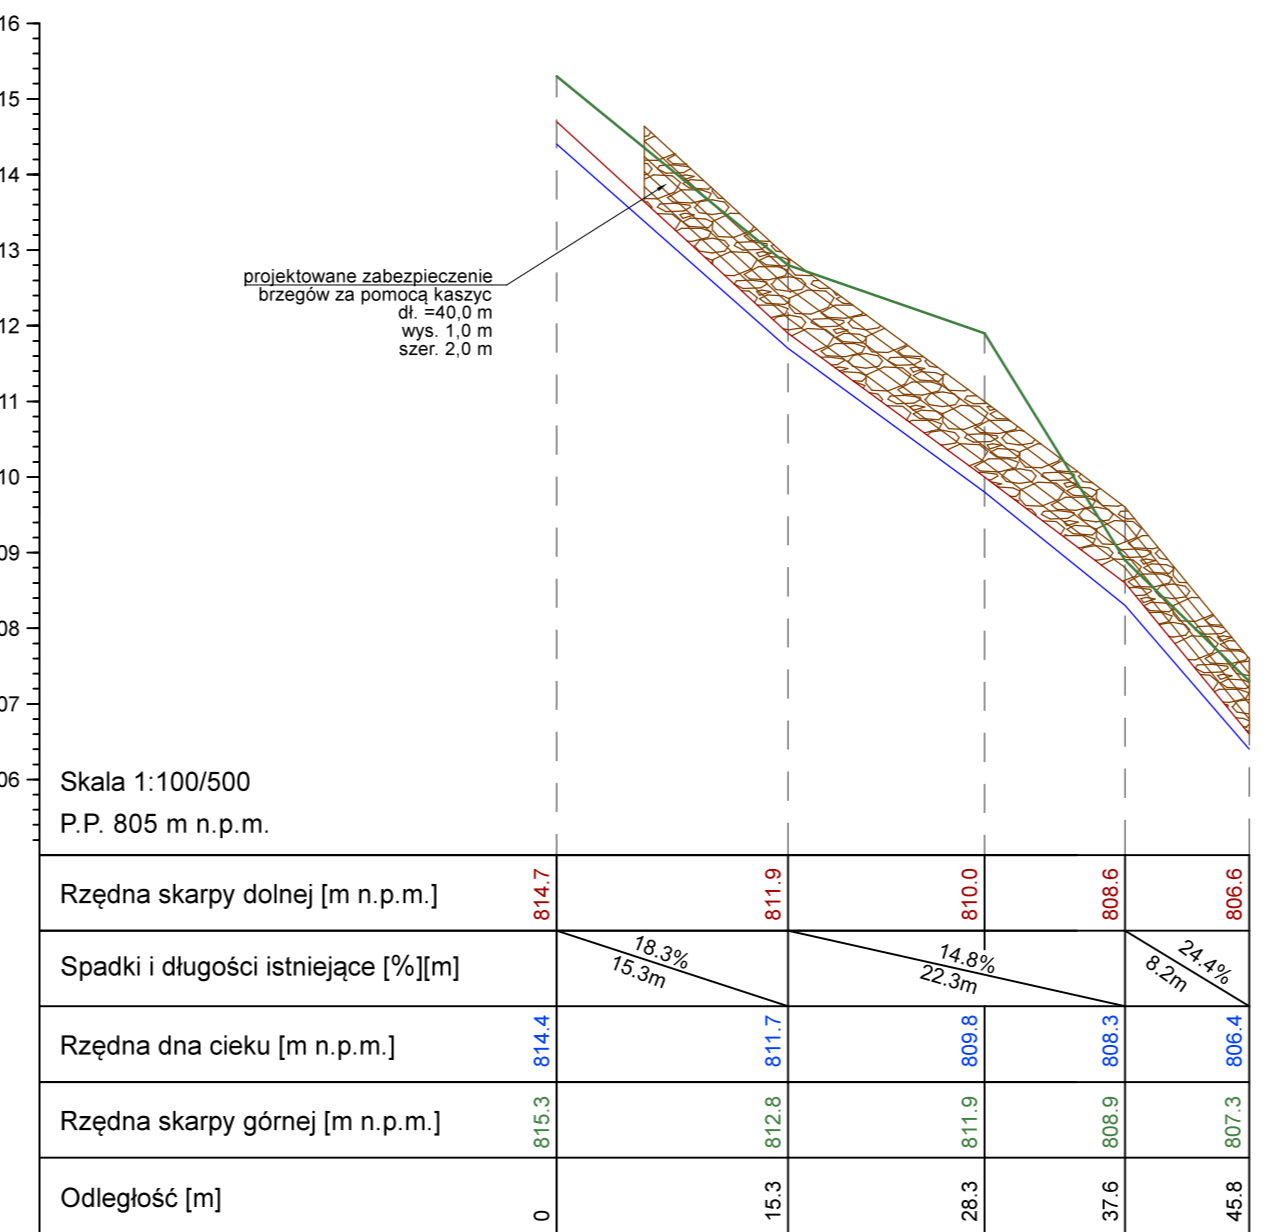 16
15
14
13
12
11
10
09
08
07
06
projektowane zabezpieczenie
brzegów za pomocą kaszyc
dł. =40,0 m
wys. 1,0 m
szer. 2,0 m
Skala 1:100/500
P.P. 805 m n.p.m.
Rzędna skarpy dolnej [m n.p.m.] 814.7 811.9 810.0 808.6 806.6
Spadki i długości istniejące [%][m] 18.3% 15.3m 14.8% 22.3m 24.4% 8.2m
Rzędna dna cieku [m n.p.m.] 814.4 811.7 809.8 808.3 806.4
Rzędna skarpy górnej [m n.p.m.] 815.3 812.8 811.9 808.9 807.3
Odległość [m] 0 15.3 28.3 37.6 45.8